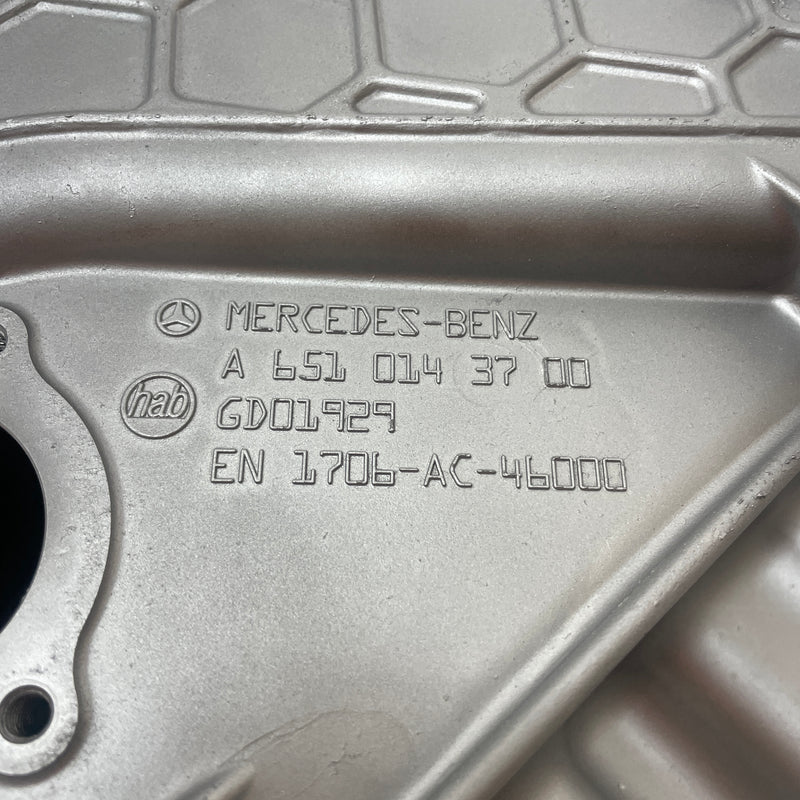 MERCEDES-BENZ
A 651 014 37 00
hab
GD01929
EN 1706-AC-46000